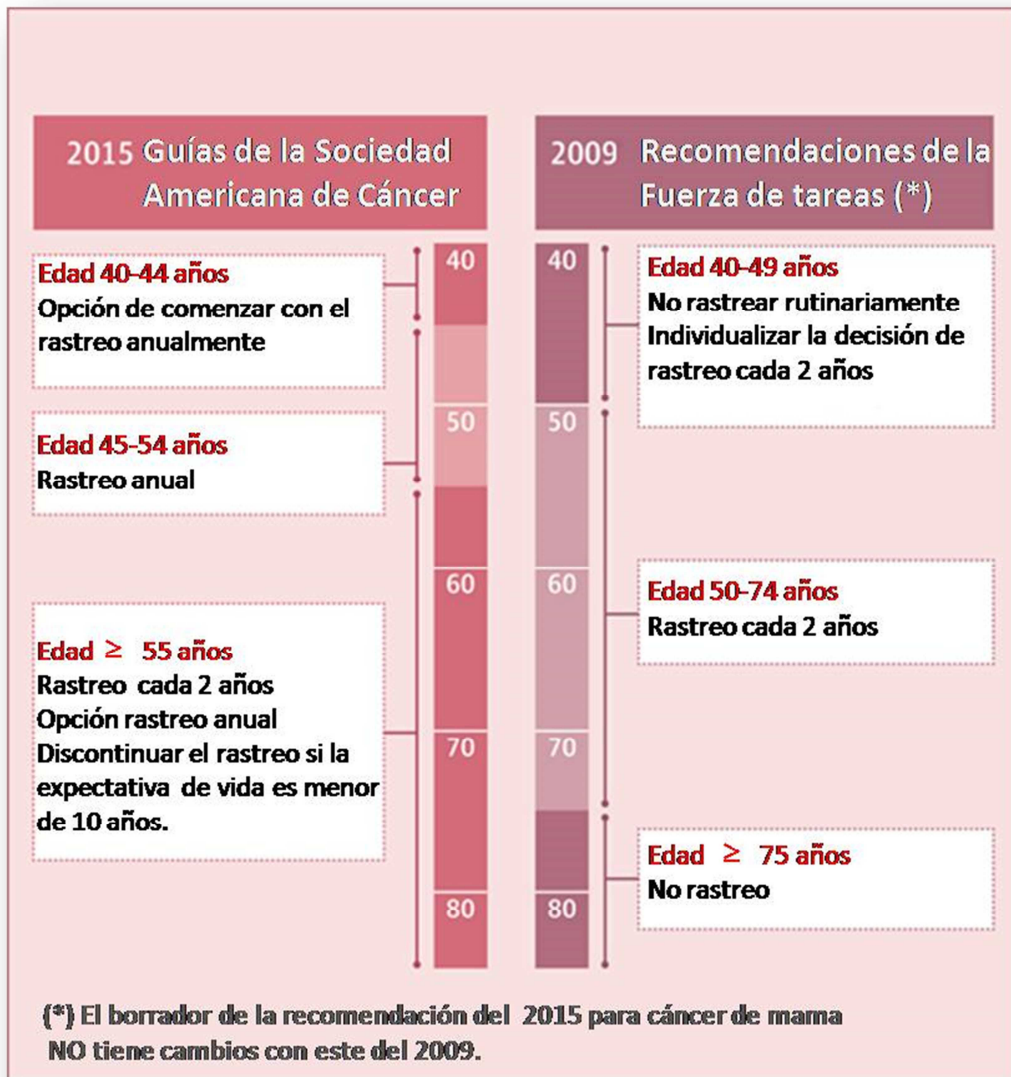 2015 Guías de la Sociedad
Americana de Cáncer
Edad 40-44 años
Opción de comenzar con el
rastreo anualmente
Edad 45-54 años
Rastreo anual
Edad ≥ 55 años
Rastreo cada 2 años
Opción rastreo anual
Discontinuar el rastreo si la
expectativa de vida es menor
de 10 años.
40
50
60
70
80
2009 Recomendaciones de la
Fuerza de tareas (*)
40
50
60
70
80
Edad 40-49 años
No rastrear rutinariamente
Individualizar la decisión de
rastreo cada 2 años
Edad 50-74 años
Rastreo cada 2 años
Edad ≥ 75 años
No rastreo
(*) El borrador de la recomendación del 2015 para cáncer de mama
NO tiene cambios con este del 2009.